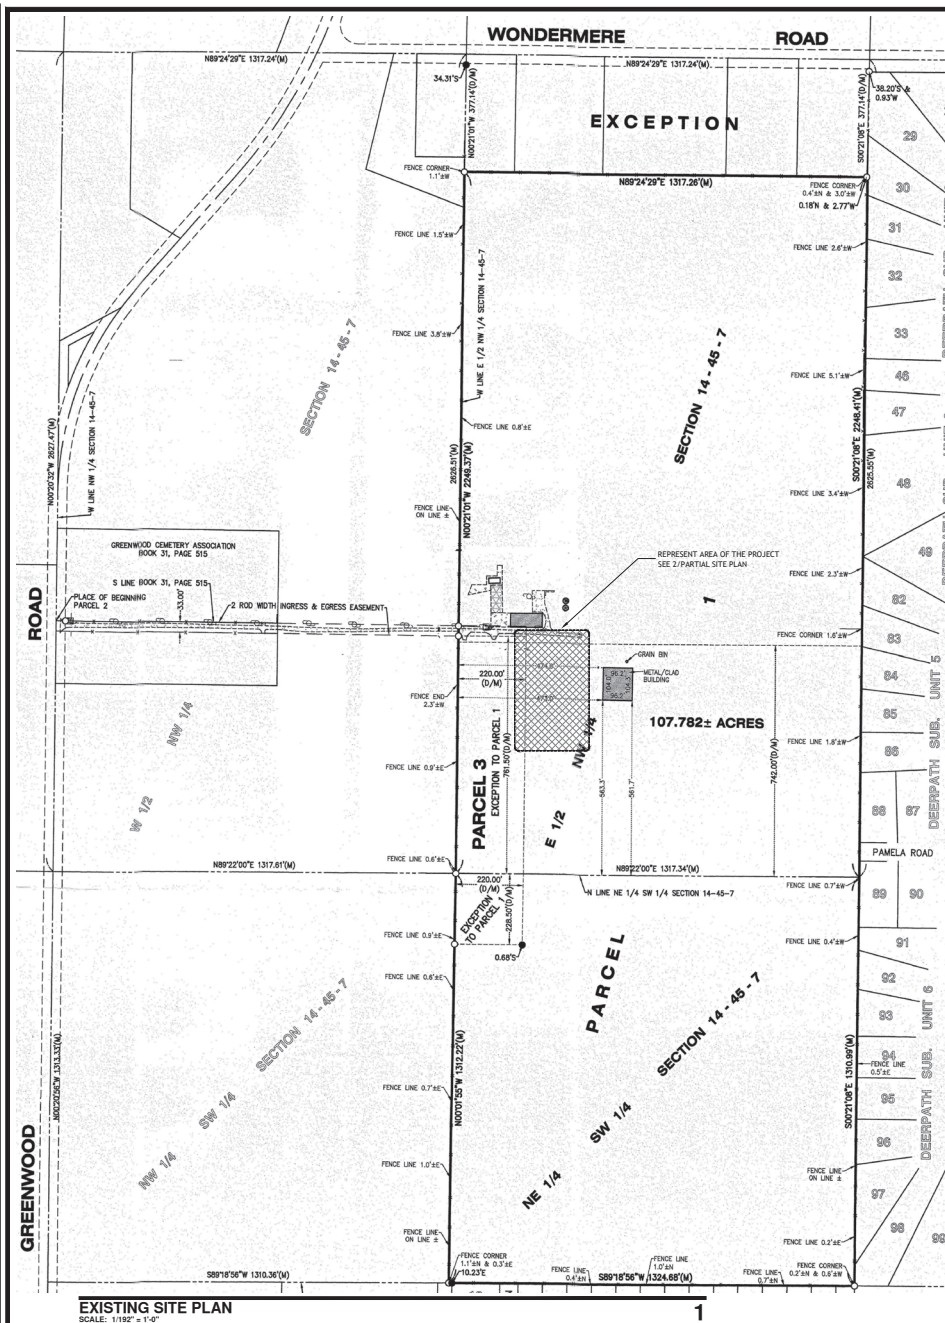 WONDERMERE ROAD
N89°24'29"E 1317.24'(M)
N89°24'29"E 1317.24'(M)
34.31'S
N00°21'01"W 377.14'(D/M)
S00°21'08"E 377.14'(D/M)
38.20'S &
0.93'W
EXCEPTION
29
FENCE CORNER
1.1'±W
N89°24'29"E 1317.26'(M)
FENCE CORNER
0.4'±N & 3.0'±W
0.18'N & 2.77'W
30
31
FENCE LINE 1.5'±W
FENCE LINE 2.6'±W
32
W LINE E 1/2 NW 1/4 SECTION 14-45-7
FENCE LINE 3.8'±W
33
SECTION 14 - 45 - 7
SECTION 14 - 45 - 7
FENCE LINE 5.1'±W
46
47
FENCE LINE 0.8'±E
N00°20'32"W 2627.47'(M)
W LINE NW 1/4 SECTION 14-45-7
2626.51'(M)
N00°21'01"W 2249.37'(M)
S00°21'08"E 2248.41'(M)
2625.55'(M)
48
FENCE LINE 3.4'±W
FENCE LINE
ON LINE ±
GREENWOOD CEMETERY ASSOCIATION
BOOK 31, PAGE 515
49
REPRESENT AREA OF THE PROJECT
SEE 2/PARTIAL SITE PLAN
FENCE LINE 2.3'±W
S LINE BOOK 31, PAGE 515
PLACE OF BEGINNING
PARCEL 2
33.00'
2 ROD WIDTH INGRESS & EGRESS EASEMENT
1
82
ROAD
FENCE CORNER 1.6'±W
83
GRAIN BIN
474.6'
220.00'
(D/M)
473.0'
METAL/CLAD
BUILDING
96.2'
104.0'
104.3'
96.5'
84
FENCE END
2.3'±W
85
107.782± ACRES
NW 1/4
NW 1/4
FENCE LINE 1.8'±W
86
DEERPATH SUB. UNIT 5
PARCEL 3
EXCEPTION TO PARCEL 1
761.50'(D/M)
742.00'(D/M)
FENCE LINE 0.9'±E
563.3'
561.7'
W 1/2
E 1/2
88
87
PAMELA ROAD
N89°22'00"E 1317.61'(M)
FENCE LINE 0.6'±E
N89°22'00"E 1317.34'(M)
220.00'
(D/M)
N LINE NE 1/4 SW 1/4 SECTION 14-45-7
FENCE LINE 0.7'±W
89
90
EXCEPTION
TO PARCEL 1
228.50'(D/M)
FENCE LINE 0.9'±E
FENCE LINE 0.4'±W
91
0.68'S
PARCEL
FENCE LINE 0.6'±E
92
93
SECTION 14 - 45 - 7
SECTION 14 - 45 - 7
N00°20'56"W 1313.33'(M)
N00°01'55"W 1312.22'(M)
S00°21'08"E 1310.99'(M)
94
FENCE LINE
0.5'±E
FENCE LINE 0.7'±E
95
DEERPATH SUB. UNIT 6
SW 1/4
SW 1/4
96
NW 1/4
NE 1/4
FENCE LINE 1.0'±E
FENCE LINE
ON LINE ±
97
98
99
GREENWOOD
FENCE LINE
ON LINE ±
FENCE LINE 0.2'±E
FENCE CORNER
1.1'±N & 0.3'±E
10.23'E
S89°18'56"W 1310.36'(M)
FENCE LINE
0.4'±N
FENCE LINE
1.0'±N
S89°18'56"W 1324.68'(M)
FENCE LINE
0.7'±N
FENCE CORNER
0.2'±N & 0.6'±W
EXISTING SITE PLAN
SCALE: 1/192" = 1'-0"
1